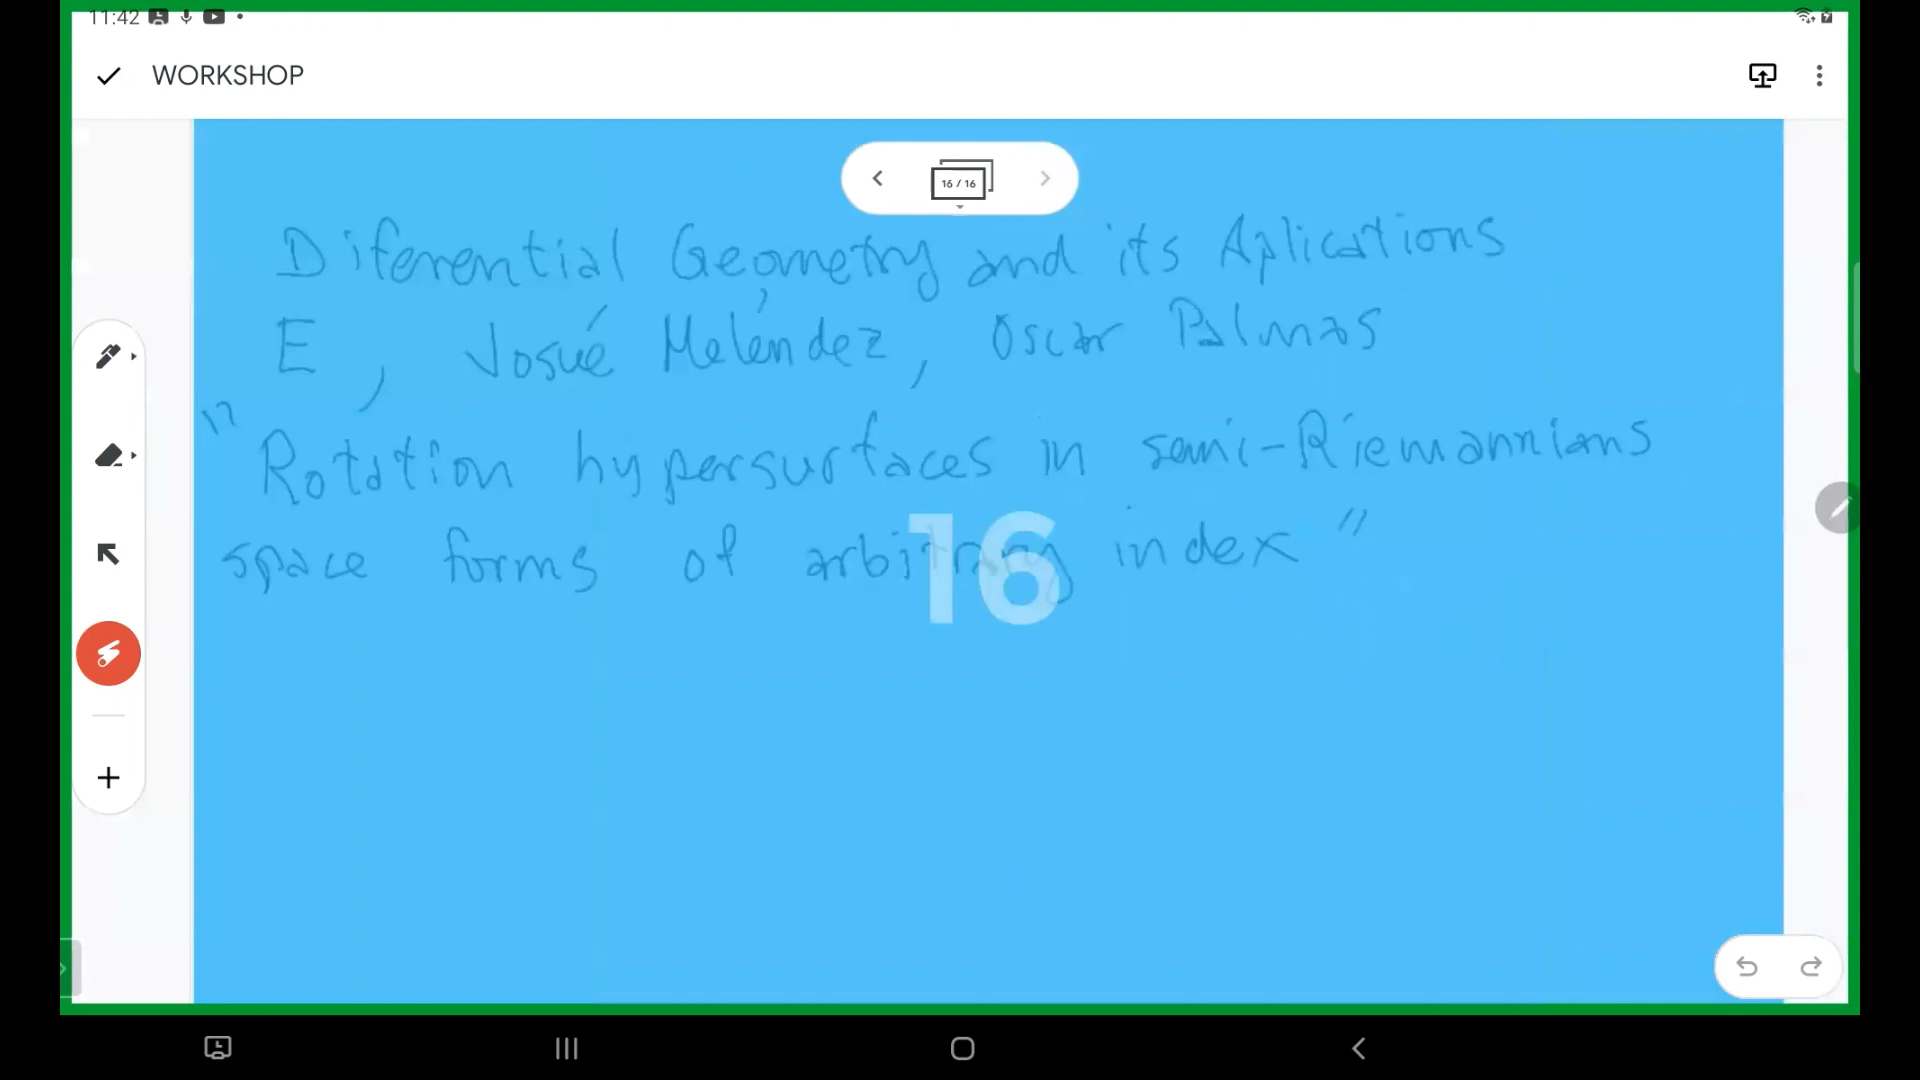 11:42
WORKSHOP
16 / 16
Diferential Geometry and its Aplications
E , Josué Meléndez, Oscar Palmas
"Rotation hypersurfaces in semi-Riemannians
space forms of arbitrary index"
16